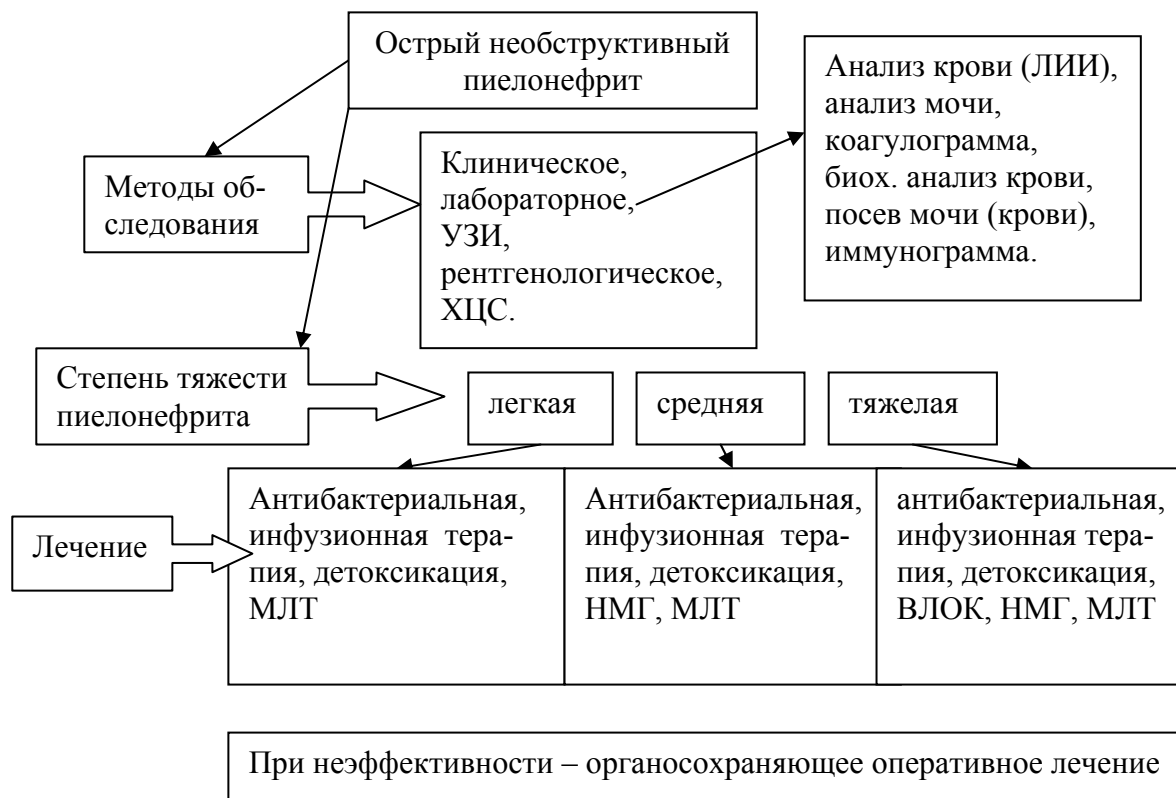 Острый необструктивный
пиелонефрит
Анализ крови (ЛИИ),
анализ мочи,
коагулограмма,
биох. анализ крови,
посев мочи (крови),
иммунограмма.
Методы об-
следования
Клиническое,
лабораторное,
УЗИ,
рентгенологическое,
ХЦС.
Степень тяжести
пиелонефрита
легкая
средняя
тяжелая
Лечение
Антибактериальная,
инфузионная тера-
пия, детоксикация,
МЛТ
Антибактериальная,
инфузионная тера-
пия, детоксикация,
НМГ, МЛТ
антибактериальная,
инфузионная тера-
пия, детоксикация,
ВЛОК, НМГ, МЛТ
При неэффективности – органосохраняющее оперативное лечение